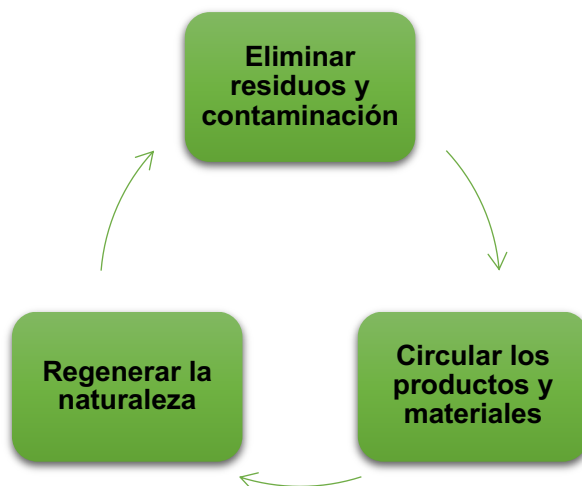 Eliminar
residuos y
contaminación
Circular los
productos y
materiales
Regenerar la
naturaleza